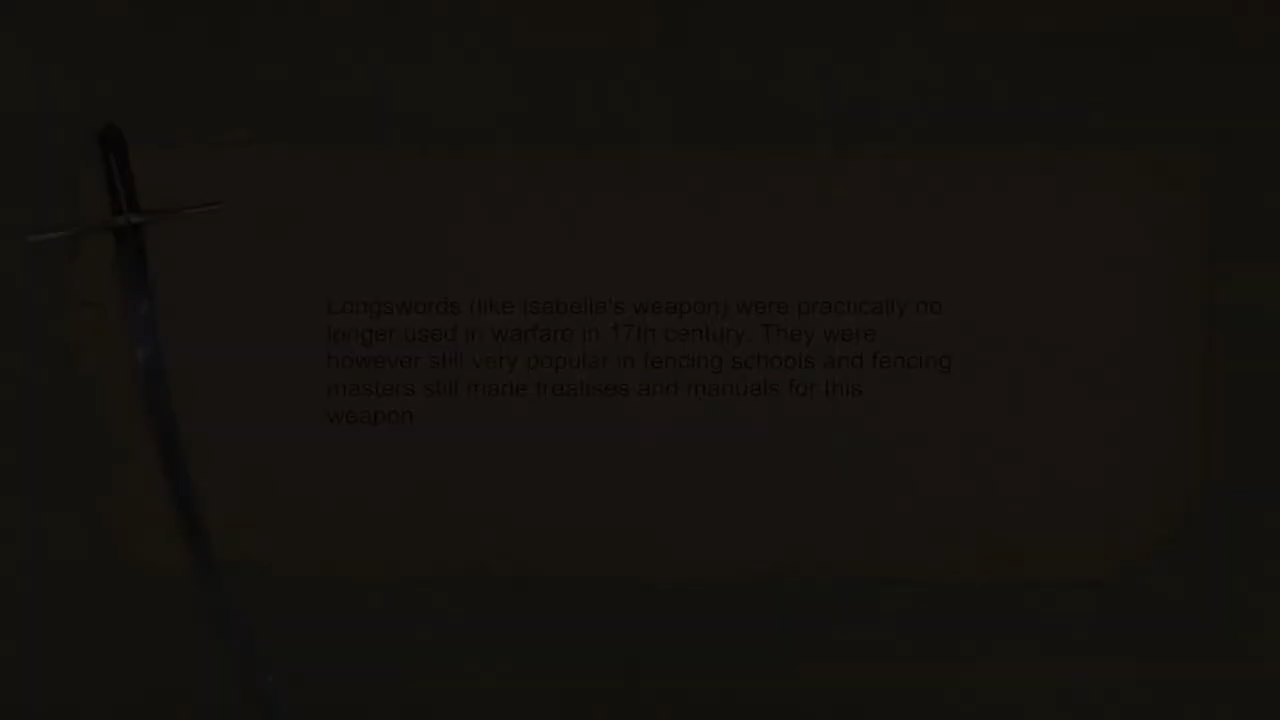 Longswords (like Isabella's weapon) were practically no
longer used in warfare in 17th century. They were
however still very popular in fencing schools and fencing
masters still made treatises and manuals for this
weapon